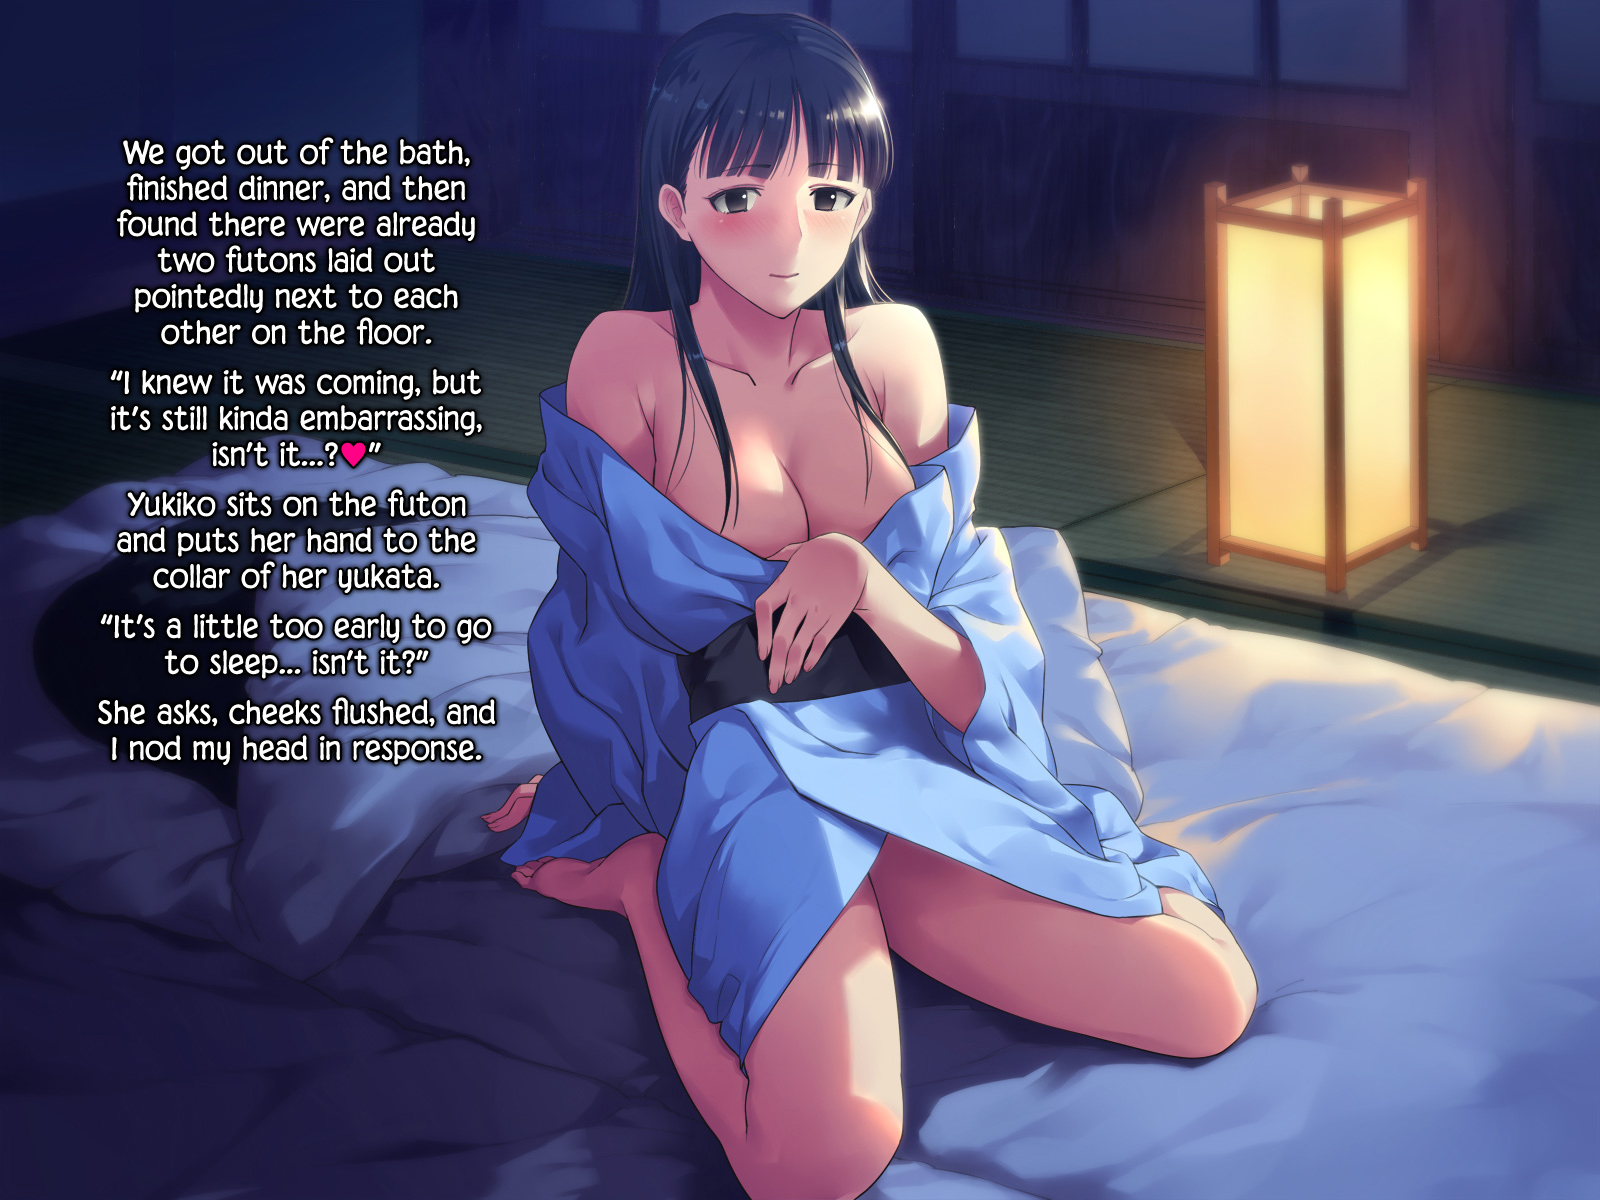 We got out of the bath,
finished dinner, and then
found there were already
two futons laid out
pointedly next to each
other on the floor.
“I knew it was coming, but
it's still kinda embarrassing,
isn't it...?♥”
Yukiko sits on the futon
and puts her hand to the
collar of her yukata.
“It's a little too early to go
to sleep... isn't it?”
She asks, cheeks flushed, and
I nod my head in response.